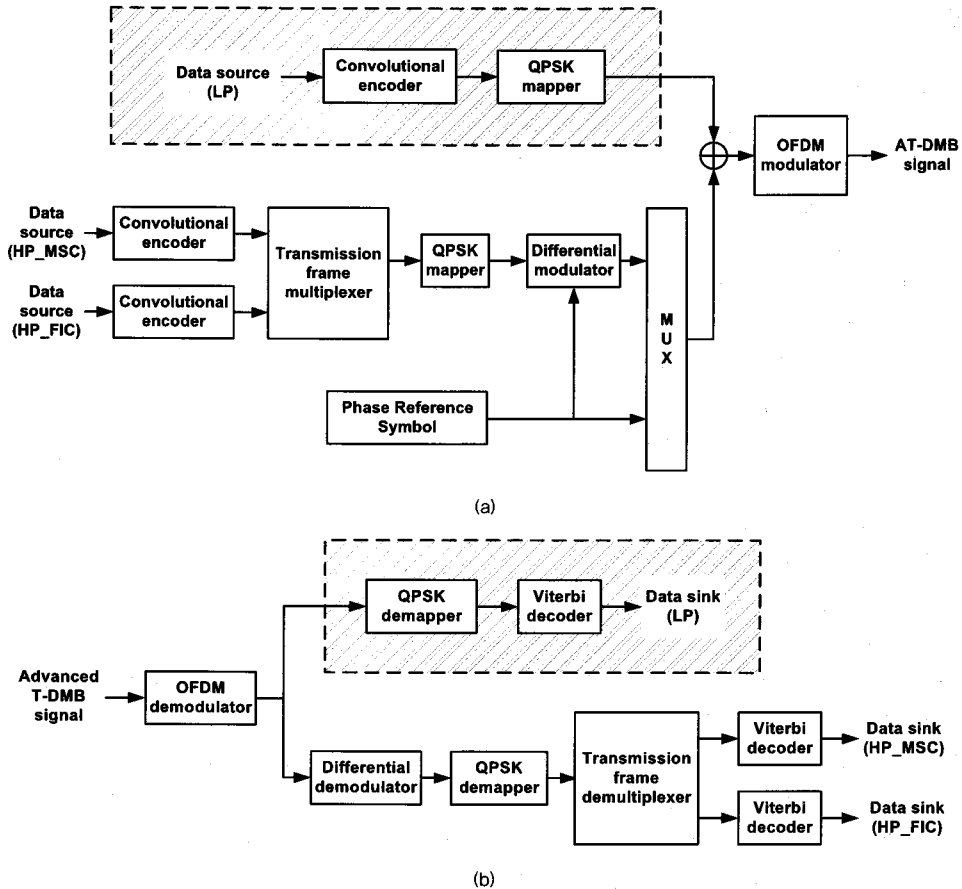 Data source
(LP)
Convolutional
encoder
QPSK
mapper
OFDM
modulator
AT-DMB
signal
Data
source
(HP_MSC)
Convolutional
encoder
Transmission
frame
multiplexer
QPSK
mapper
Differential
modulator
Data
source
(HP_FIC)
Convolutional
encoder
M
U
X
Phase Reference
Symbol
(a)
QPSK
demapper
Viterbi
decoder
Data sink
(LP)
Advanced
T-DMB
signal
OFDM
demodulator
Differential
demodulator
QPSK
demapper
Transmission
frame
demultiplexer
Viterbi
decoder
Data sink
(HP_MSC)
Viterbi
decoder
Data sink
(HP_FIC)
(b)